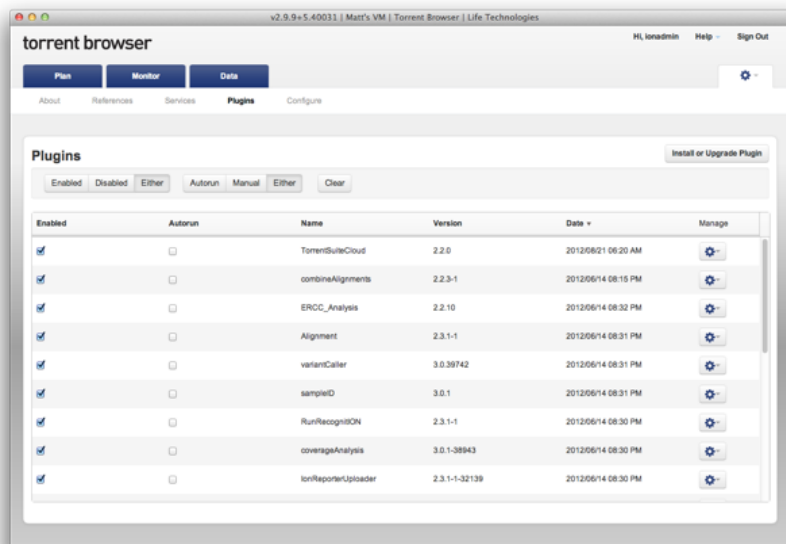 v2.9.9+5.40031 | Matt's VM | Torrent Browser | Life Technologies
torrent browser
Hi, ionadmin Help Sign Out
Plan Monitor Data
About References Services Plugins Configure
Plugins
Install or Upgrade Plugin
Enabled Disabled Either Autorun Manual Either Clear
Enabled Autorun Name Version Date Manage
TorrentSuiteCloud 2.2.0 2012/08/21 06:20 AM
combineAlignments 2.2.3-1 2012/06/14 08:15 PM
ERCC_Analysis 2.2.10 2012/06/14 08:32 PM
Alignment 2.3.1-1 2012/06/14 08:31 PM
variantCaller 3.0.39742 2012/06/14 08:31 PM
sampleID 3.0.1 2012/06/14 08:31 PM
RunRecognitION 2.3.1-1 2012/06/14 08:30 PM
coverageAnalysis 3.0.1-38943 2012/06/14 08:30 PM
IonReporterUploader 2.3.1-1-32139 2012/06/14 08:30 PM